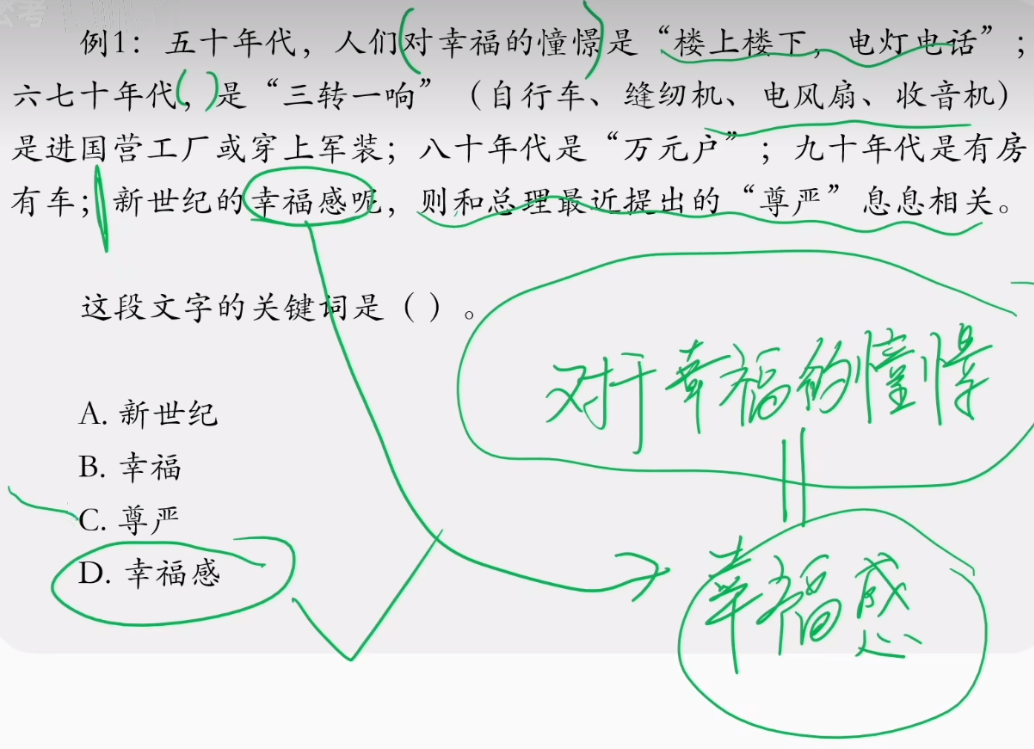 例1：五十年代，人们对幸福的憧憬是“楼上楼下，电灯电话”；
六七十年代，是“三转一响”（自行车、缝纫机、电风扇、收音机）
是进国营工厂或穿上军装；八十年代是“万元户”；九十年代是有房
有车；新世纪的幸福感呢，则和总理最近提出的“尊严”息息相关。
这段文字的关键词是（ ）。
对于幸福的憧憬
A. 新世纪
B. 幸福
C. 尊严
D. 幸福感
幸福感